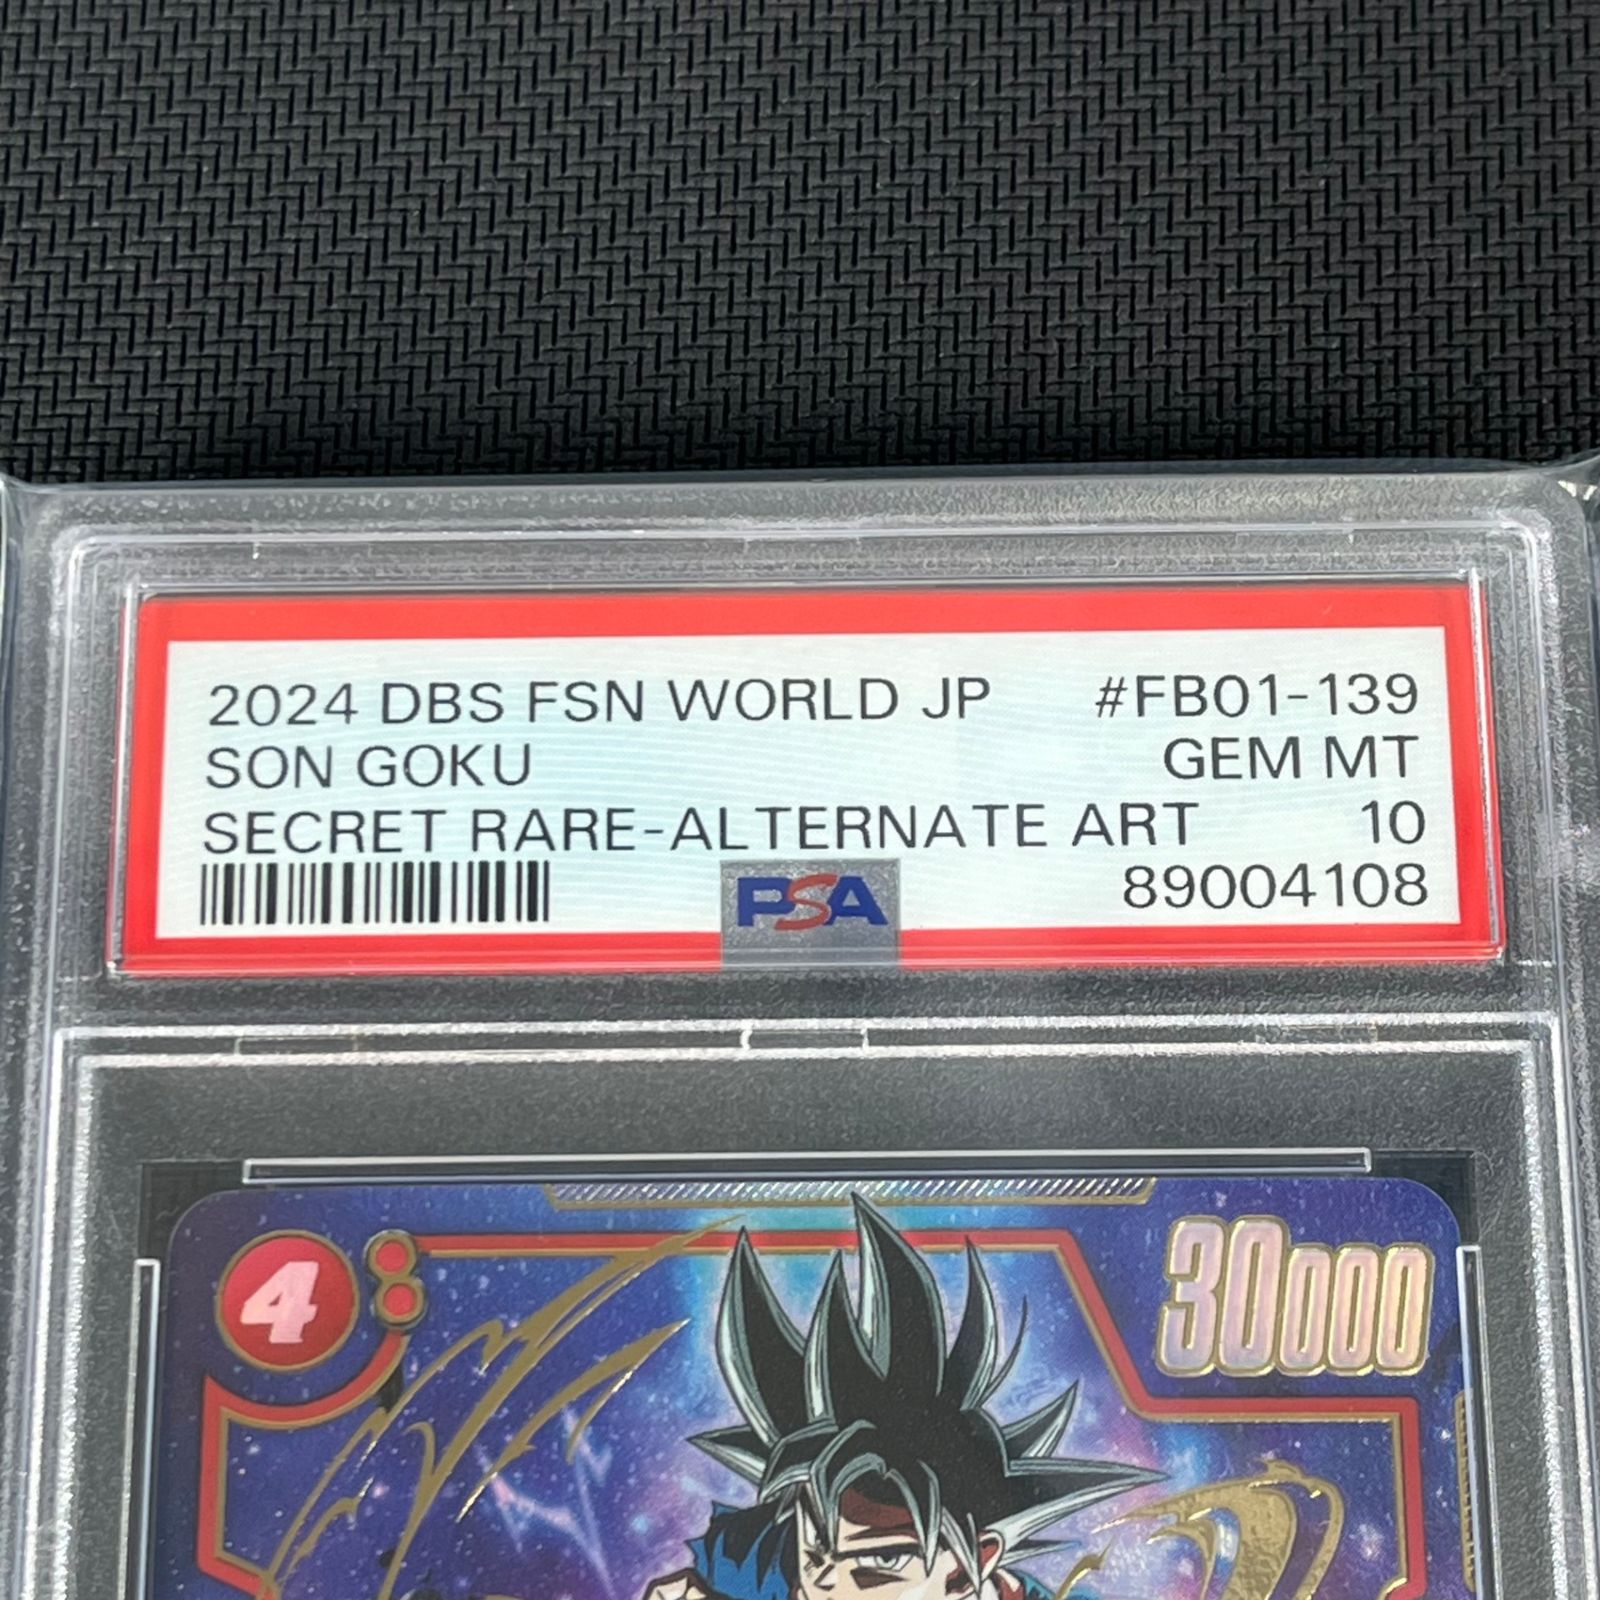 2024 DBS FSN WORLD JP #FB01-139
SON GOKU GEM MT
SECRET RARE-ALTERNATE ART 10
PSA 89004108
4 30000